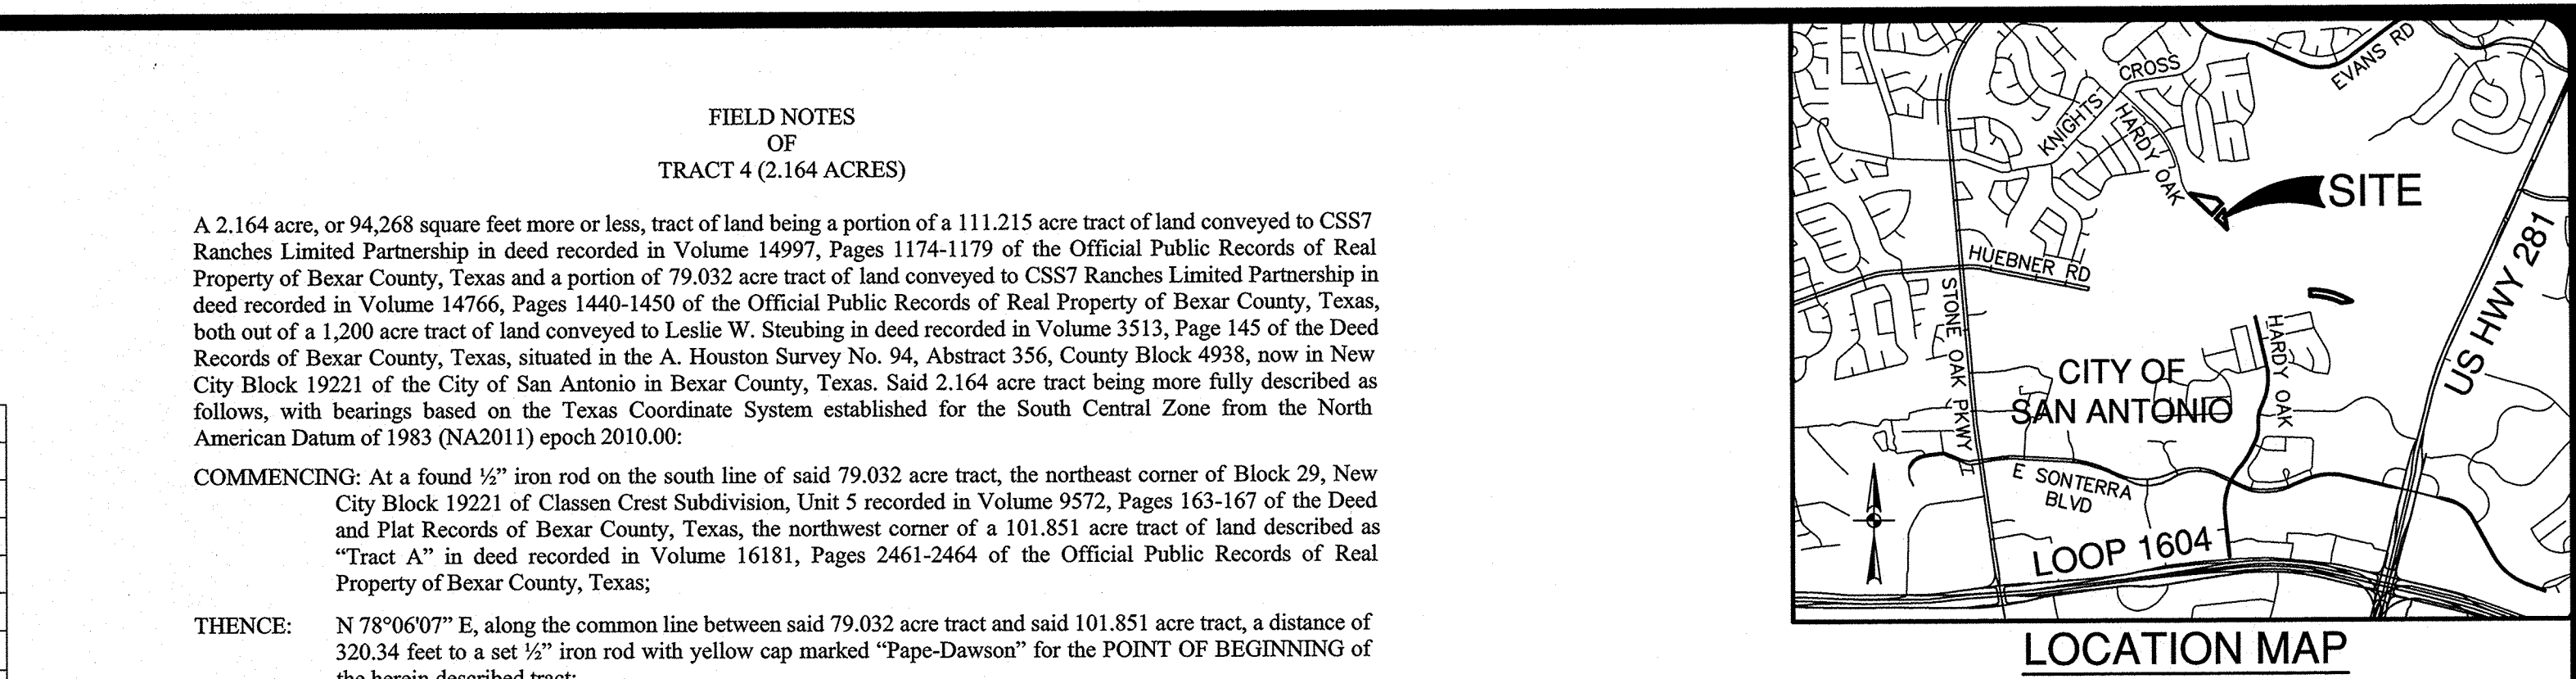 FIELD NOTES
OF
TRACT 4 (2.164 ACRES)
A 2.164 acre, or 94,268 square feet more or less, tract of land being a portion of a 111.215 acre tract of land conveyed to CSS7
Ranches Limited Partnership in deed recorded in Volume 14997, Pages 1174-1179 of the Official Public Records of Real
Property of Bexar County, Texas and a portion of 79.032 acre tract of land conveyed to CSS7 Ranches Limited Partnership in
deed recorded in Volume 14766, Pages 1440-1450 of the Official Public Records of Real Property of Bexar County, Texas,
both out of a 1,200 acre tract of land conveyed to Leslie W. Steubing in deed recorded in Volume 3513, Page 145 of the Deed
Records of Bexar County, Texas, situated in the A. Houston Survey No. 94, Abstract 356, County Block 4938, now in New
City Block 19221 of the City of San Antonio in Bexar County, Texas. Said 2.164 acre tract being more fully described as
follows, with bearings based on the Texas Coordinate System established for the South Central Zone from the North
American Datum of 1983 (NA2011) epoch 2010.00:
COMMENCING: At a found ½” iron rod on the south line of said 79.032 acre tract, the northeast corner of Block 29, New
City Block 19221 of Classen Crest Subdivision, Unit 5 recorded in Volume 9572, Pages 163-167 of the Deed
and Plat Records of Bexar County, Texas, the northwest corner of a 101.851 acre tract of land described as
“Tract A” in deed recorded in Volume 16181, Pages 2461-2464 of the Official Public Records of Real
Property of Bexar County, Texas;
THENCE: N 78°06'07” E, along the common line between said 79.032 acre tract and said 101.851 acre tract, a distance of
320.34 feet to a set ½” iron rod with yellow cap marked “Pape-Dawson” for the POINT OF BEGINNING of
the herein described tract;
EVANS RD
KNIGHTS CROSS
HARDY OAK
SITE
US HWY 281
HUEBNER RD
STONE OAK PKWY
HARDY OAK
CITY OF
SAN ANTONIO
E SONTERRA
BLVD
LOOP 1604
LOCATION MAP